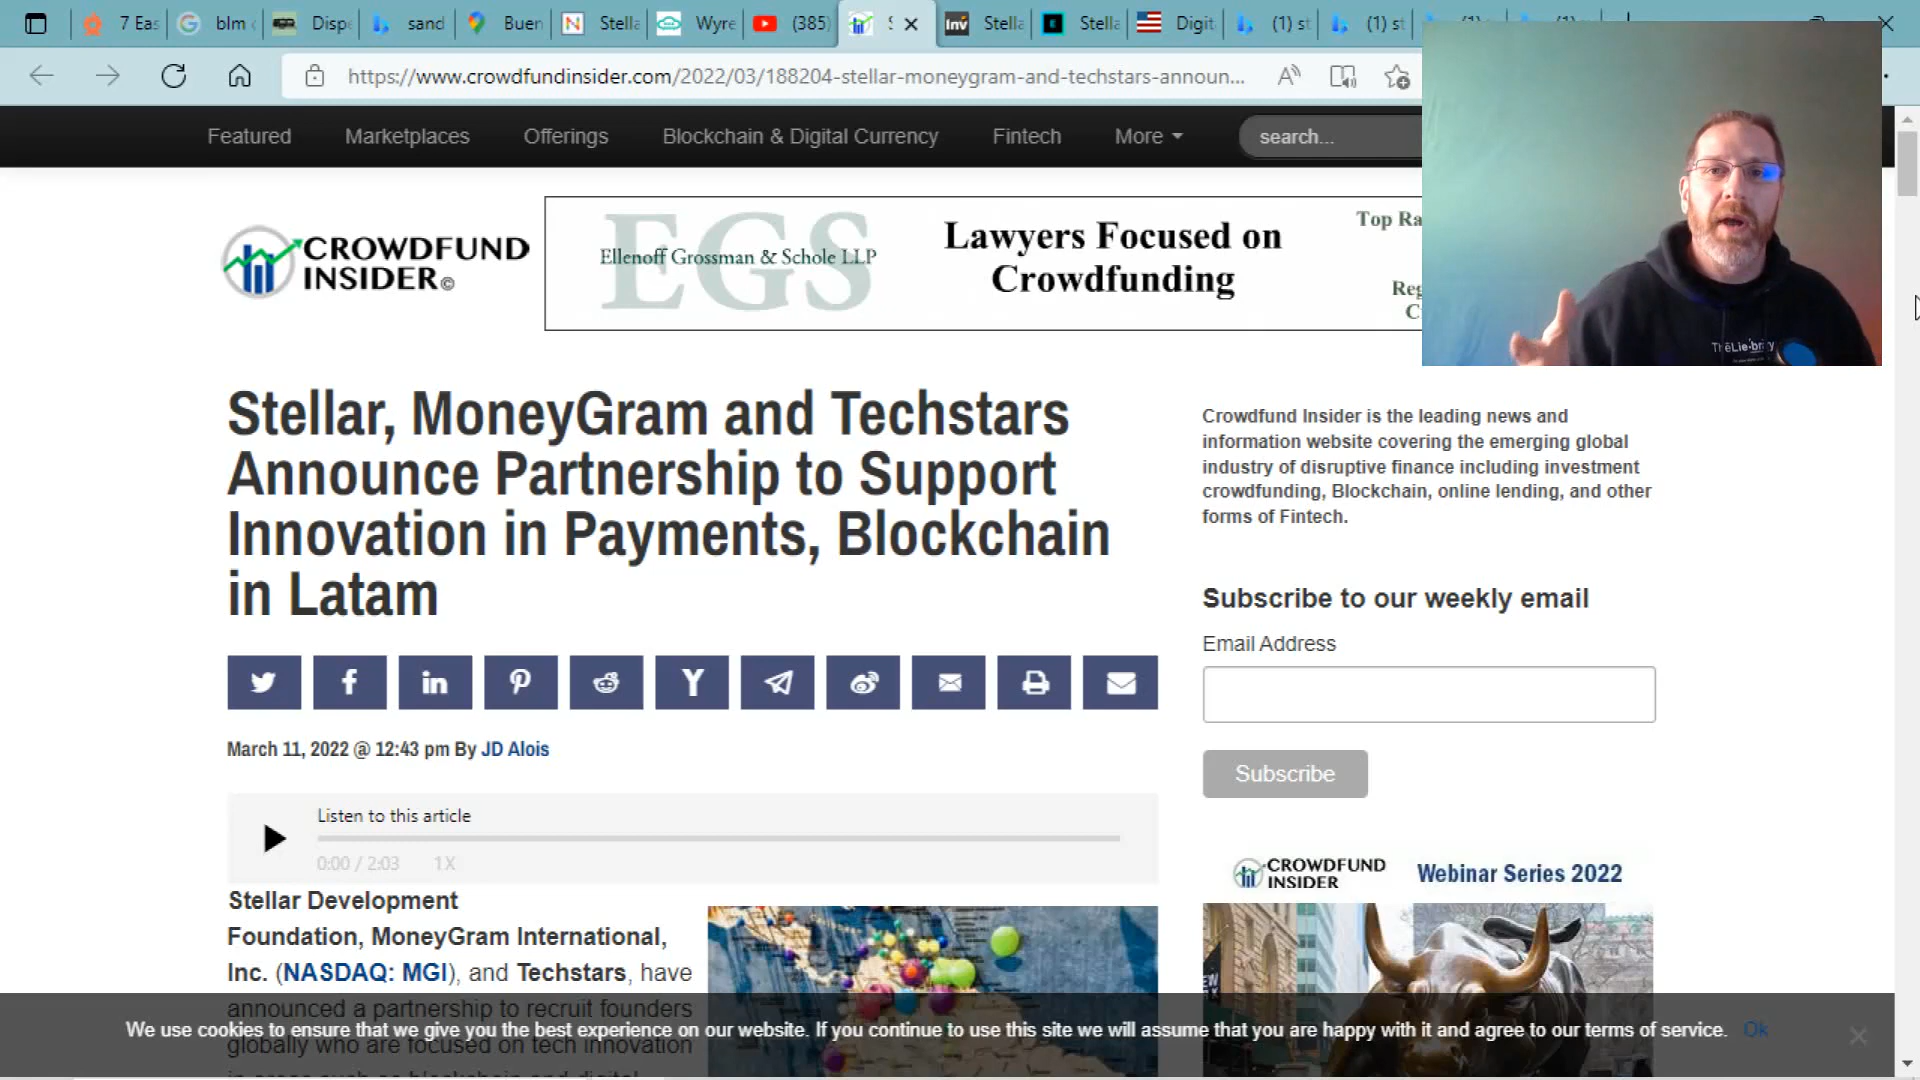 7 Eas
blm
Disp
sand
Buen
Stella
Wyre
(385)
Stella
Stella
Digit
(1) st
(1) st
https://www.crowdfundinsider.com/2022/03/188204-stellar-moneygram-and-techstars-announ...
Featured
Marketplaces
Offerings
Blockchain & Digital Currency
Fintech
More
search...
CROWDFUND
INSIDER©
EGS
Ellenoff Grossman & Schole LLP
Lawyers Focused on
Crowdfunding
Top Ra
Reg
C
Stellar, MoneyGram and Techstars
Announce Partnership to Support
Innovation in Payments, Blockchain
in Latam
March 11, 2022 @ 12:43 pm By JD Alois
Listen to this article
0:00 / 2:03 1X
Stellar Development
Foundation, MoneyGram International,
Inc. (NASDAQ: MGI), and Techstars, have
announced a partnership to recruit founders
globally who are focused on tech innovation
in areas such as blockchain and digital
Crowdfund Insider is the leading news and
information website covering the emerging global
industry of disruptive finance including investment
crowdfunding, Blockchain, online lending, and other
forms of Fintech.
Subscribe to our weekly email
Email Address
Subscribe
CROWDFUND
INSIDER
Webinar Series 2022
We use cookies to ensure that we give you the best experience on our website. If you continue to use this site we will assume that you are happy with it and agree to our terms of service. Ok